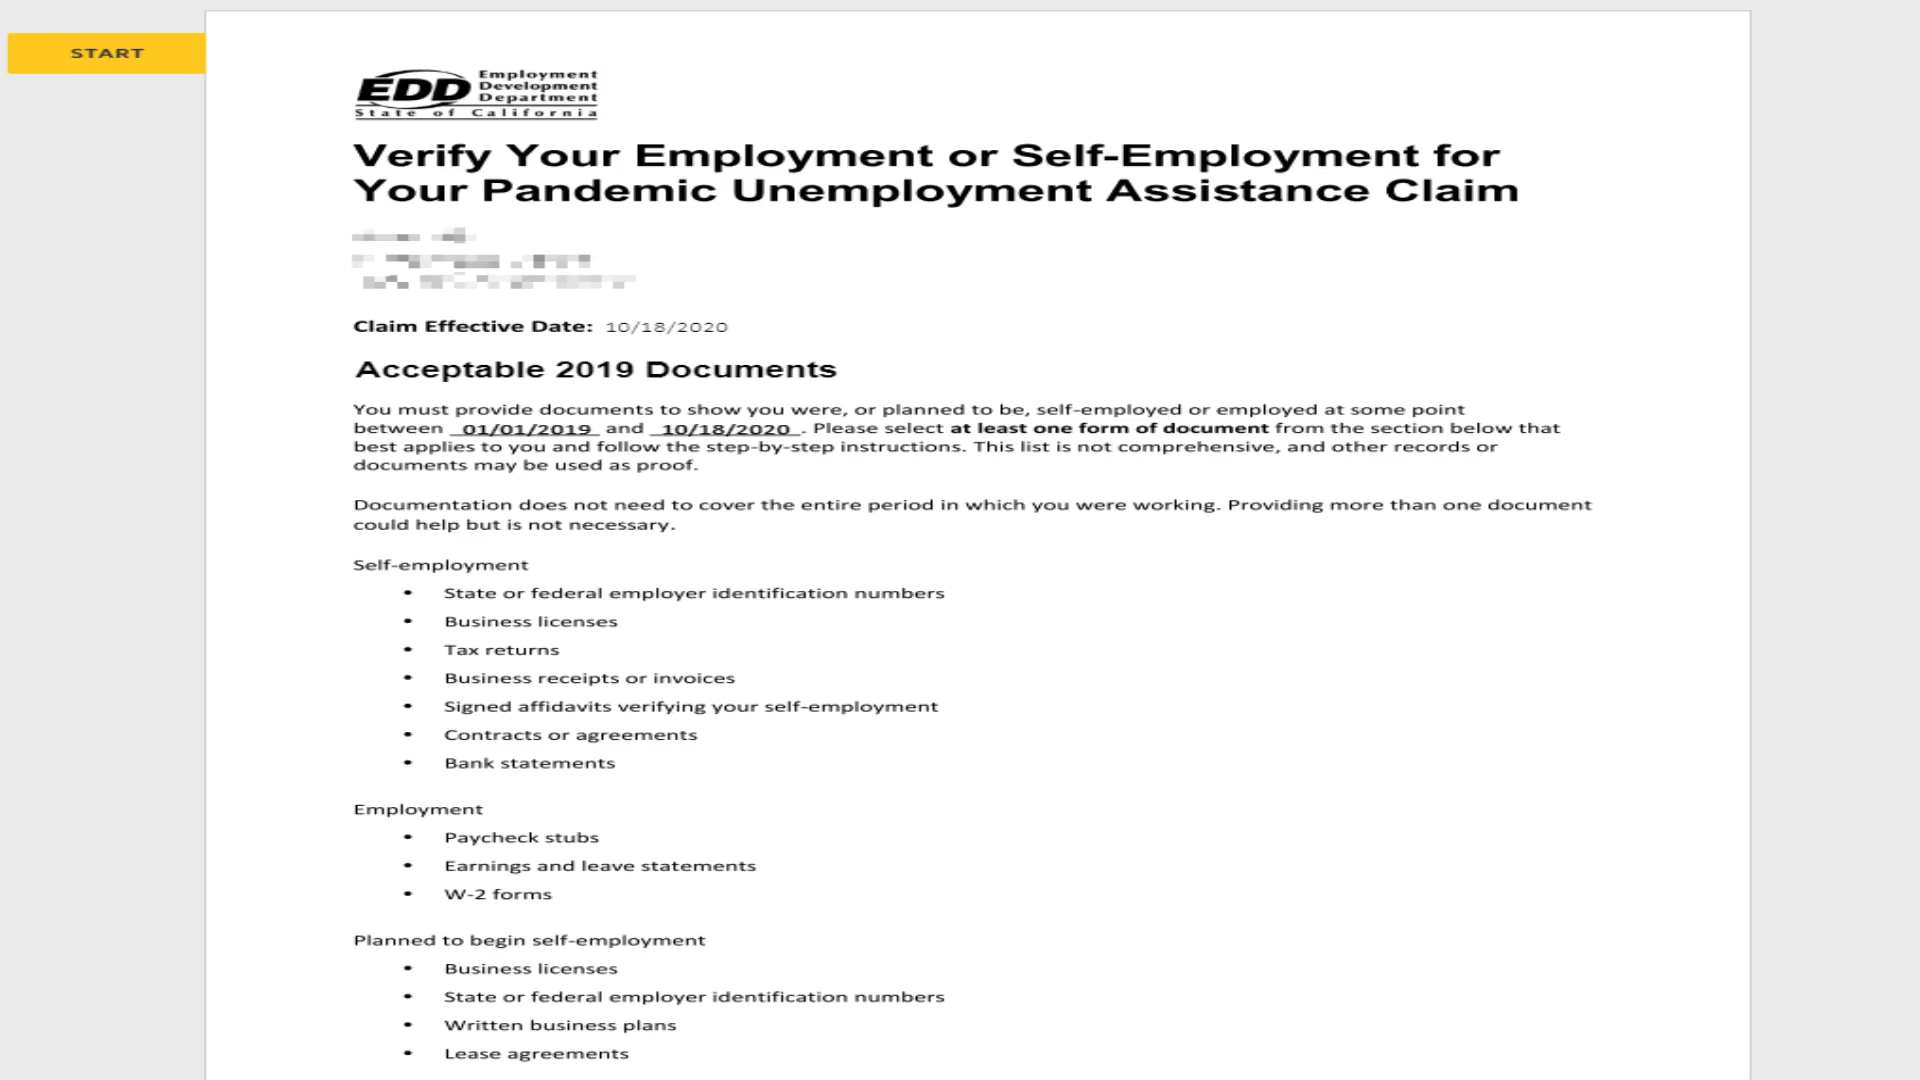 START
EDD Employment
Development
Department
State of California
Verify Your Employment or Self-Employment for
Your Pandemic Unemployment Assistance Claim
Claim Effective Date: 10/18/2020
Acceptable 2019 Documents
You must provide documents to show you were, or planned to be, self-employed or employed at some point
between 01/01/2019 and 10/18/2020. Please select at least one form of document from the section below that
best applies to you and follow the step-by-step instructions. This list is not comprehensive, and other records or
documents may be used as proof.
Documentation does not need to cover the entire period in which you were working. Providing more than one document
could help but is not necessary.
Self-employment
• State or federal employer identification numbers
• Business licenses
• Tax returns
• Business receipts or invoices
• Signed affidavits verifying your self-employment
• Contracts or agreements
• Bank statements
Employment
• Paycheck stubs
• Earnings and leave statements
• W-2 forms
Planned to begin self-employment
• Business licenses
• State or federal employer identification numbers
• Written business plans
• Lease agreements